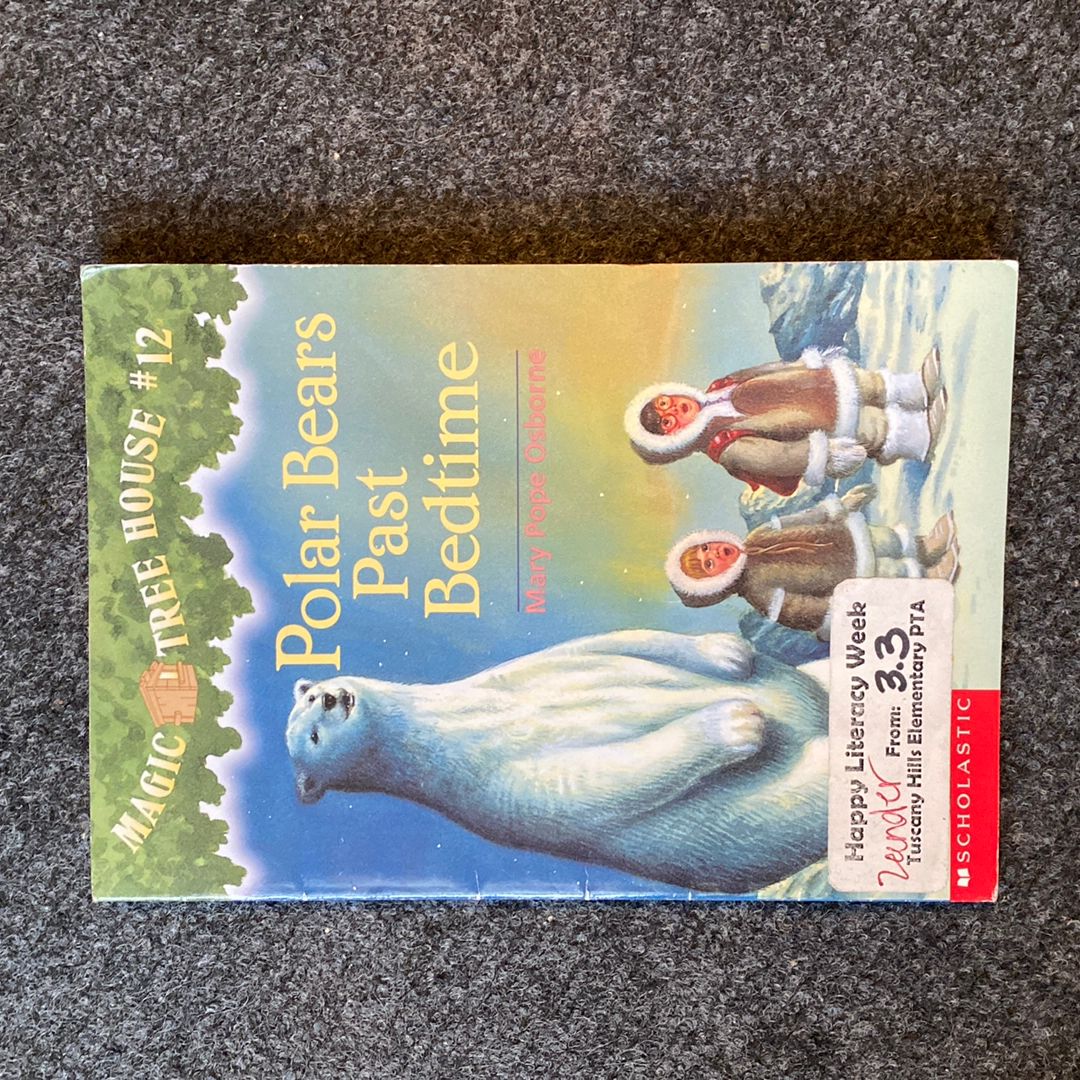 MAGIC TREE HOUSE #12
Polar Bears
Past
Bedtime
Mary Pope Osborne
Happy Literacy Week
From: 3.3
Tuscany Hills Elementary PTA
SCHOLASTIC